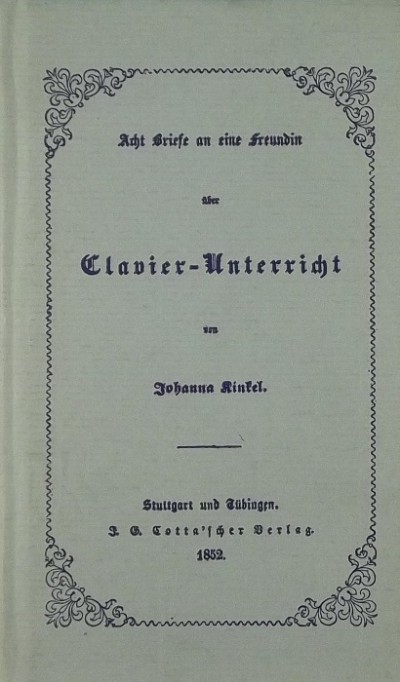 Acht Briefe an eine Freundin
über
Clavier-Unterricht
von
Johanna Kinkel.
Stuttgart und Tübingen.
J. G. Cotta'scher Verlag.
1852.